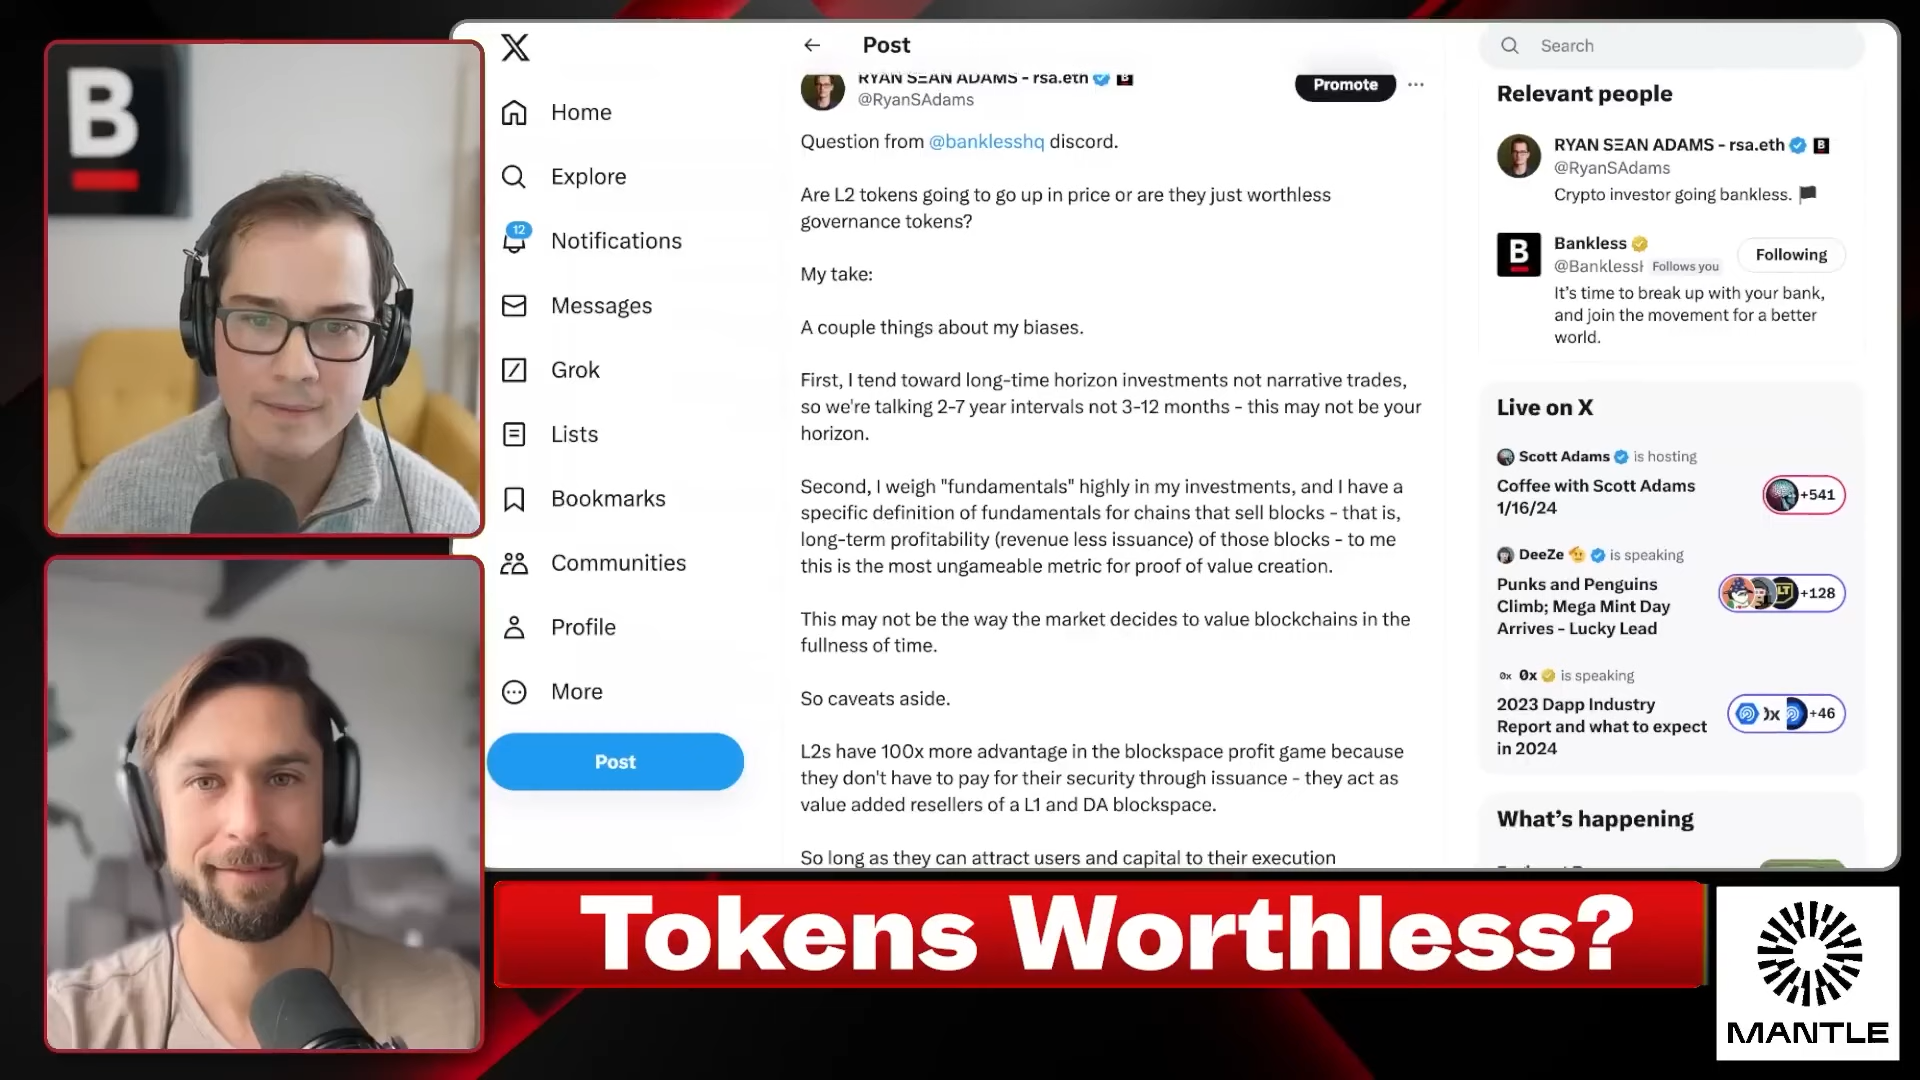 B
X
Home
Explore
12
Notifications
Messages
Grok
Lists
Bookmarks
Communities
Profile
More
Post
Post
RYAN SΞAN ADAMS - rsa.eth B
@RyanSAdams
Promote
Question from @banklesshq discord.
Are L2 tokens going to go up in price or are they just worthless
governance tokens?
My take:
A couple things about my biases.
First, I tend toward long-time horizon investments not narrative trades,
so we're talking 2-7 year intervals not 3-12 months - this may not be your
horizon.
Second, I weigh "fundamentals" highly in my investments, and I have a
specific definition of fundamentals for chains that sell blocks - that is,
long-term profitability (revenue less issuance) of those blocks - to me
this is the most ungameable metric for proof of value creation.
This may not be the way the market decides to value blockchains in the
fullness of time.
So caveats aside.
L2s have 100x more advantage in the blockspace profit game because
they don't have to pay for their security through issuance - they act as
value added resellers of a L1 and DA blockspace.
So long as they can attract users and capital to their execution
Search
Relevant people
RYAN SΞAN ADAMS - rsa.eth B
@RyanSAdams
Crypto investor going bankless.
B
Bankless
@Bankless Follows you
Following
It's time to break up with your bank,
and join the movement for a better
world.
Live on X
Scott Adams is hosting
Coffee with Scott Adams
1/16/24
+541
DeeZe is speaking
Punks and Penguins
Climb; Mega Mint Day
Arrives - Lucky Lead
+128
0x 0x is speaking
2023 Dapp Industry
Report and what to expect
in 2024
+46
What's happening
Tokens Worthless?
MANTLE